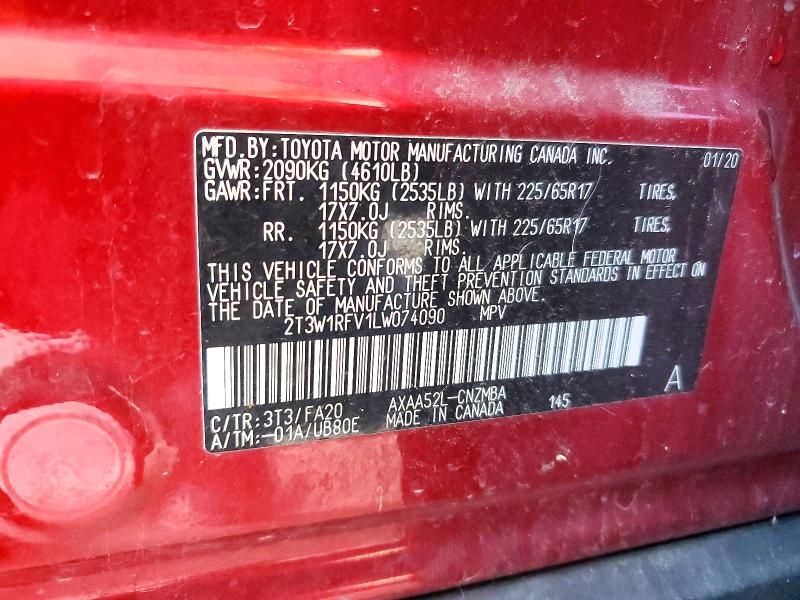 MFD.BY:TOYOTA MOTOR MANUFACTURING CANADA INC. 01/20
GVWR:2090KG (4610LB)
GAWR:FRT. 1150KG (2535LB) WITH 225/65R17 TIRES,
17X7.0J RIMS.
RR. 1150KG (2535LB) WITH 225/65R17 TIRES,
17X7.0J RIMS.
THIS VEHICLE CONFORMS TO ALL APPLICABLE FEDERAL MOTOR
VEHICLE SAFETY AND THEFT PREVENTION STANDARDS IN EFFECT ON
THE DATE OF MANUFACTURE SHOWN ABOVE.
2T3W1RFV1LW074090 MPV
A
C/TR:3T3/FA20 AXAA52L-CNZMBA 145
A/TM:-01A/UB80E MADE IN CANADA